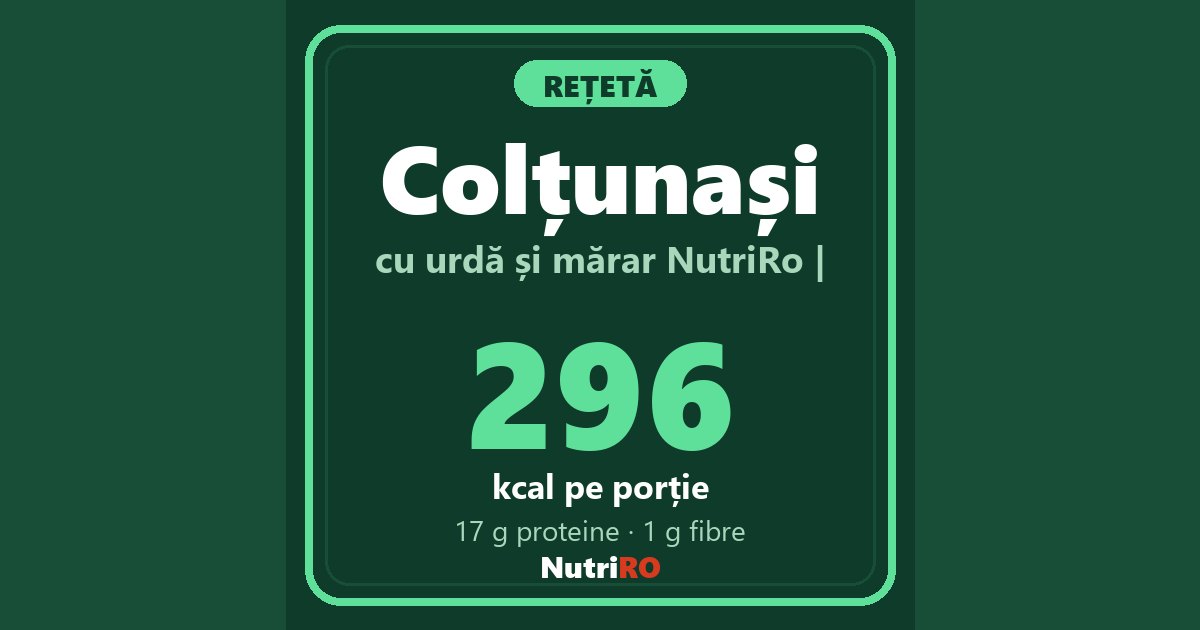 REȚETĂ
Colțunași
cu urdă și mărar NutriRo |
296
kcal pe porție
17 g proteine · 1 g fibre
NutriRO